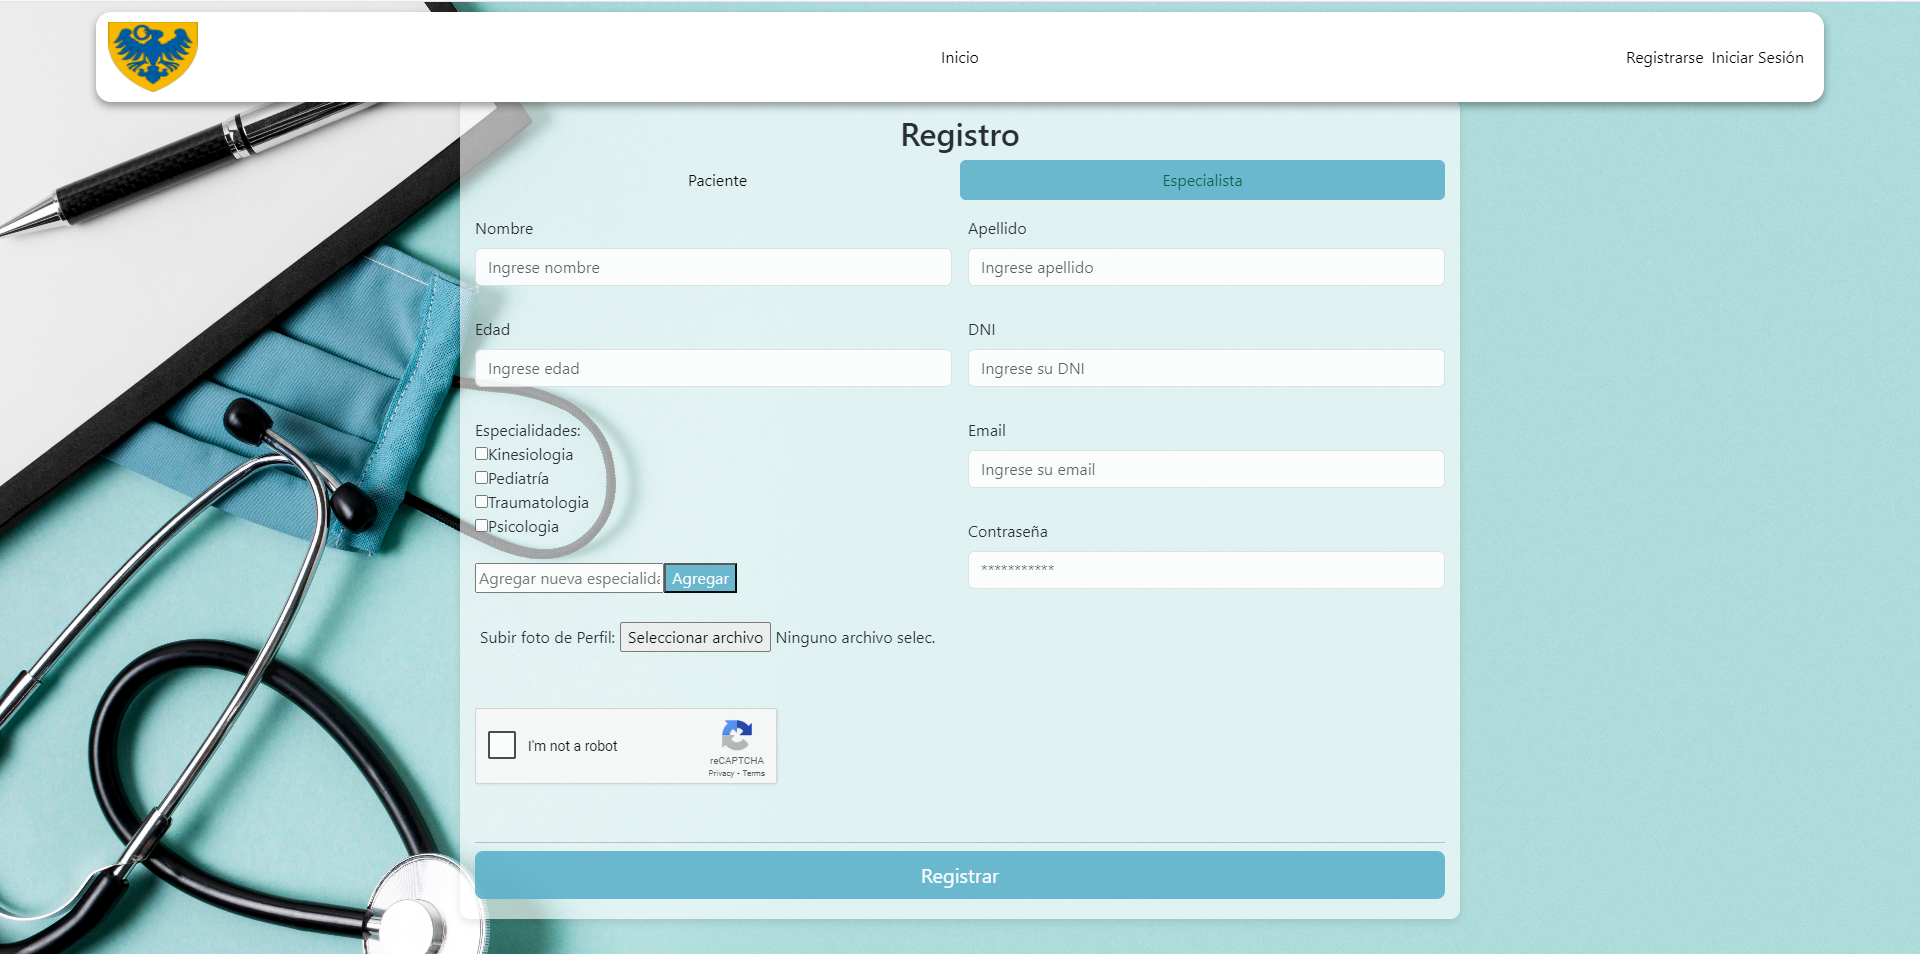 Inicio
Registrarse Iniciar Sesión
Registro
Paciente
Especialista
Nombre
Apellido
Ingrese nombre
Ingrese apellido
Edad
DNI
Ingrese edad
Ingrese su DNI
Especialidades:
Kinesiologia
Pediatría
Traumatologia
Psicologia
Email
Ingrese su email
Contraseña
***********
Agregar nueva especialida
Agregar
Subir foto de Perfil: Seleccionar archivo Ninguno archivo selec.
I'm not a robot
reCAPTCHA
Privacy - Terms
Registrar